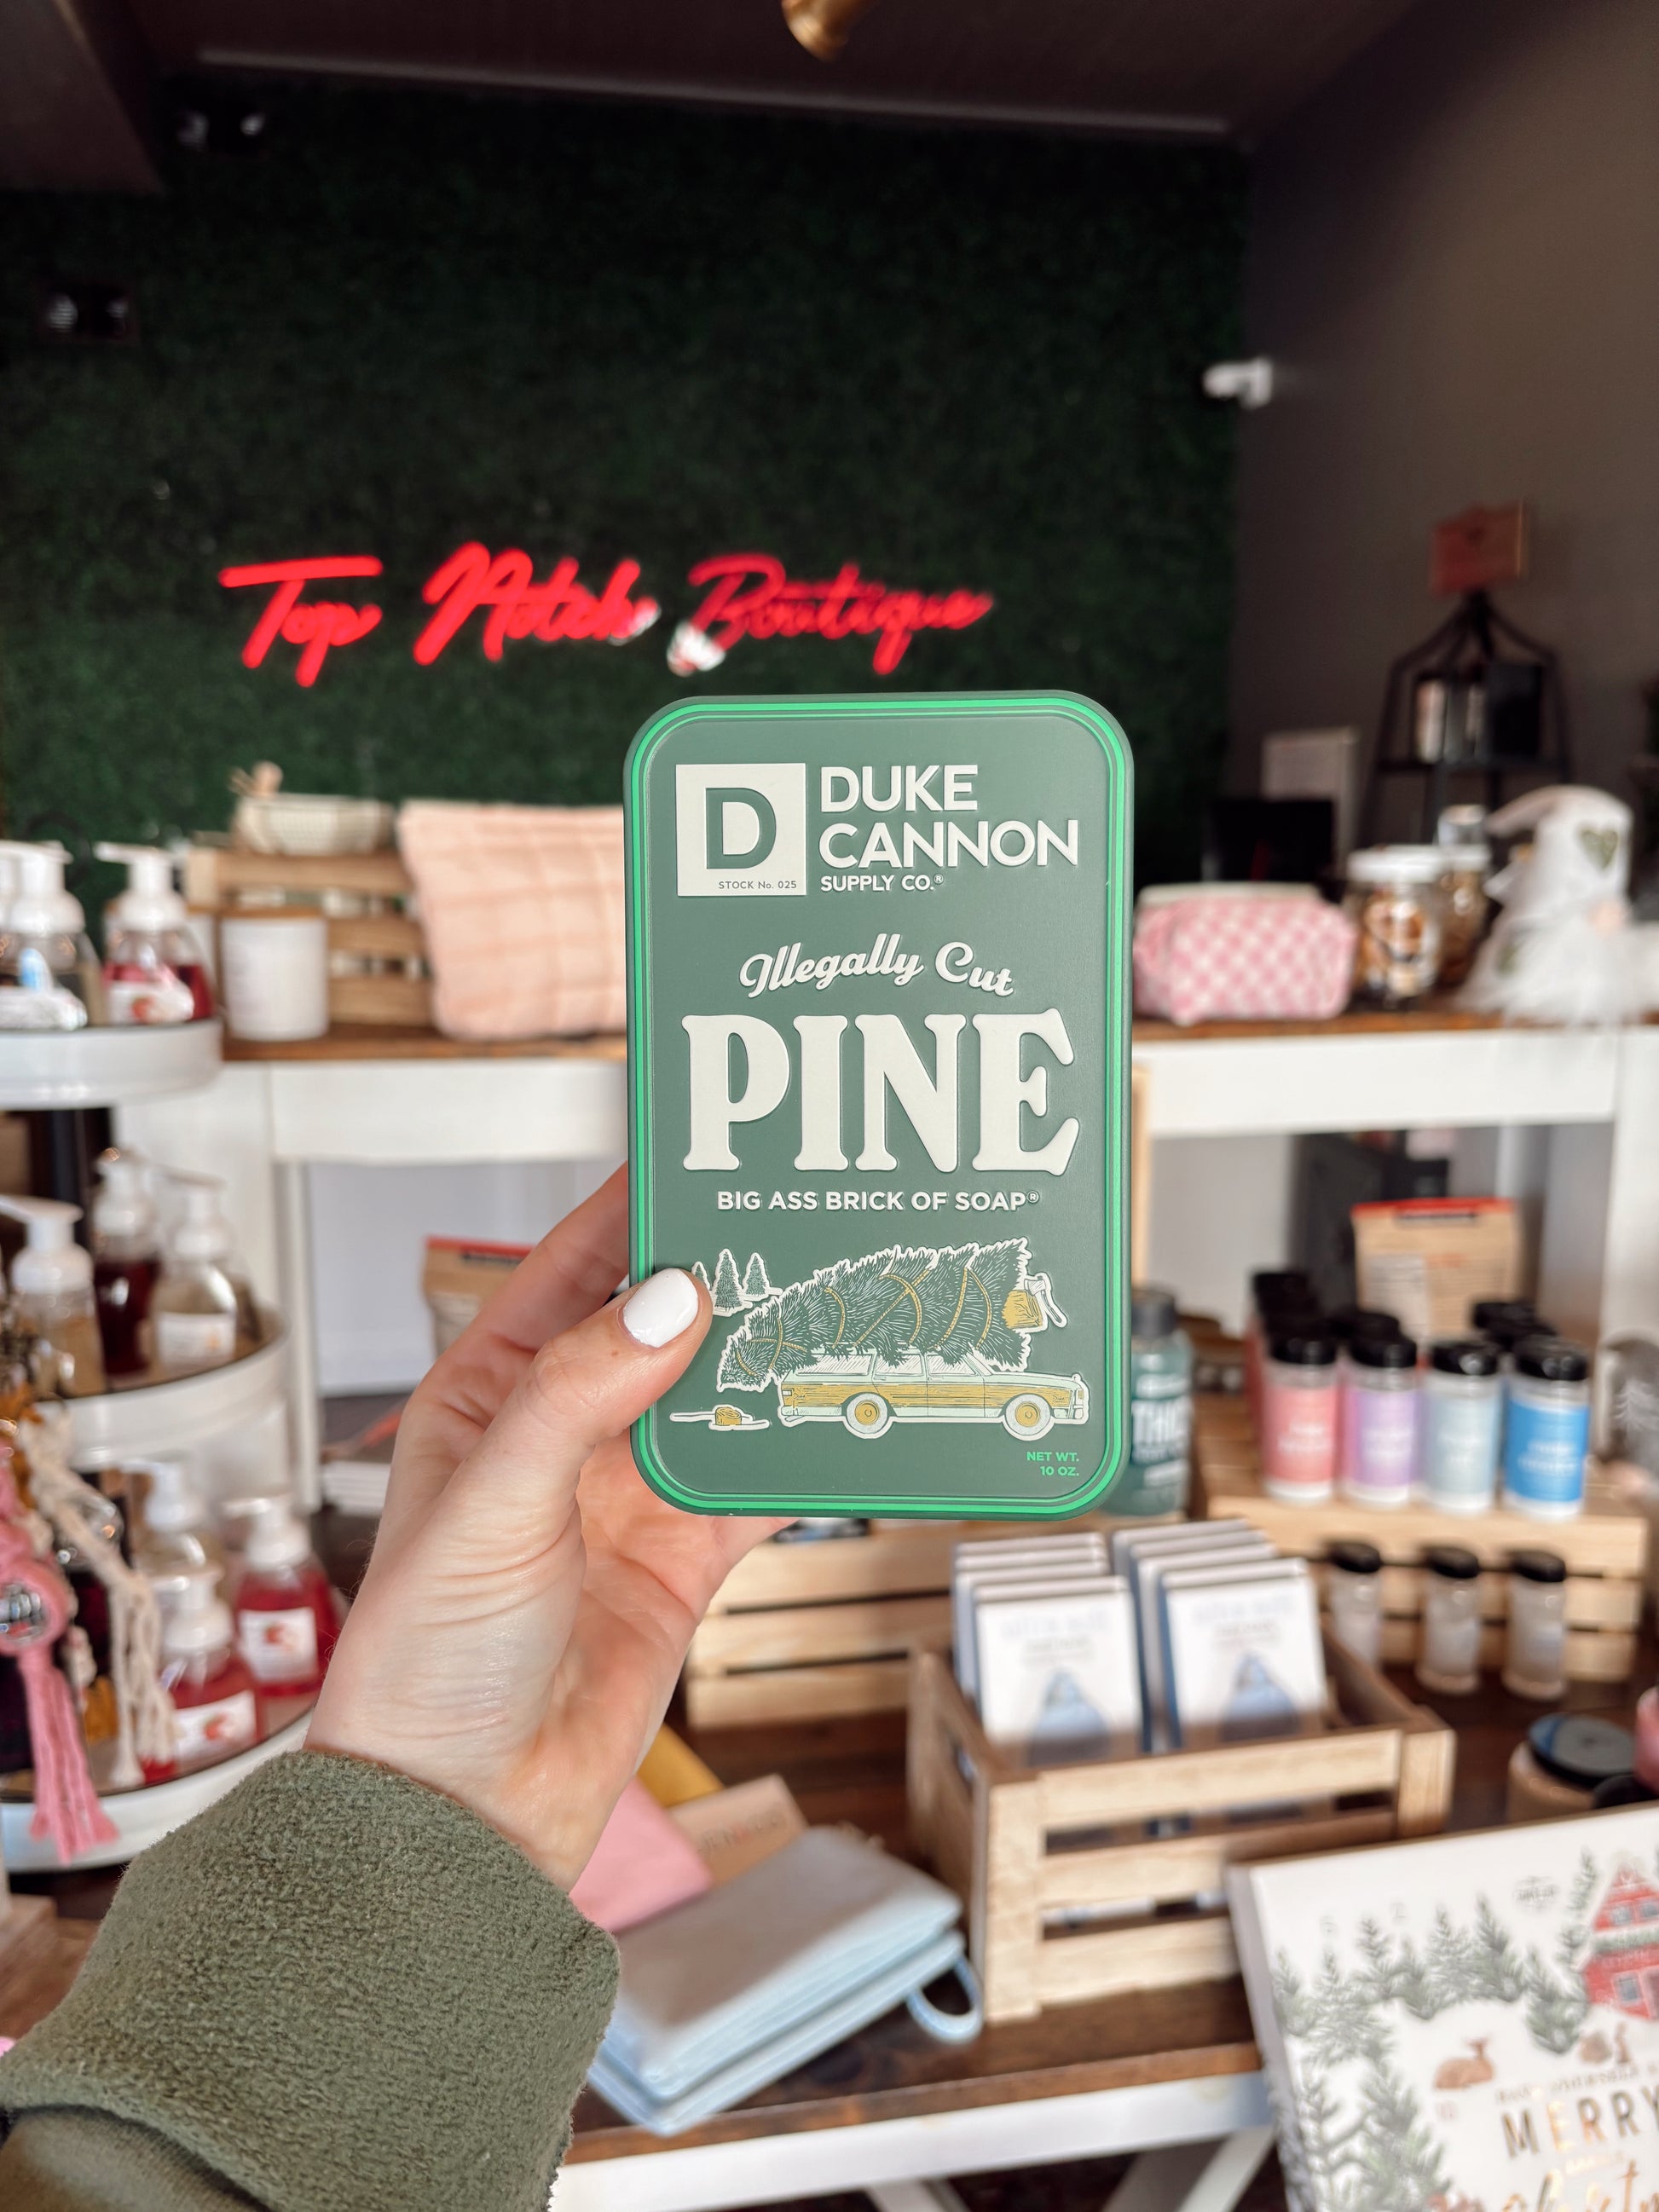 Top Notch Boutique
D
STOCK No. 025
DUKE
CANNON
SUPPLY CO.®
Illegally Cut
PINE
BIG ASS BRICK OF SOAP®
NET WT.
10 OZ.
THIC
MERRY